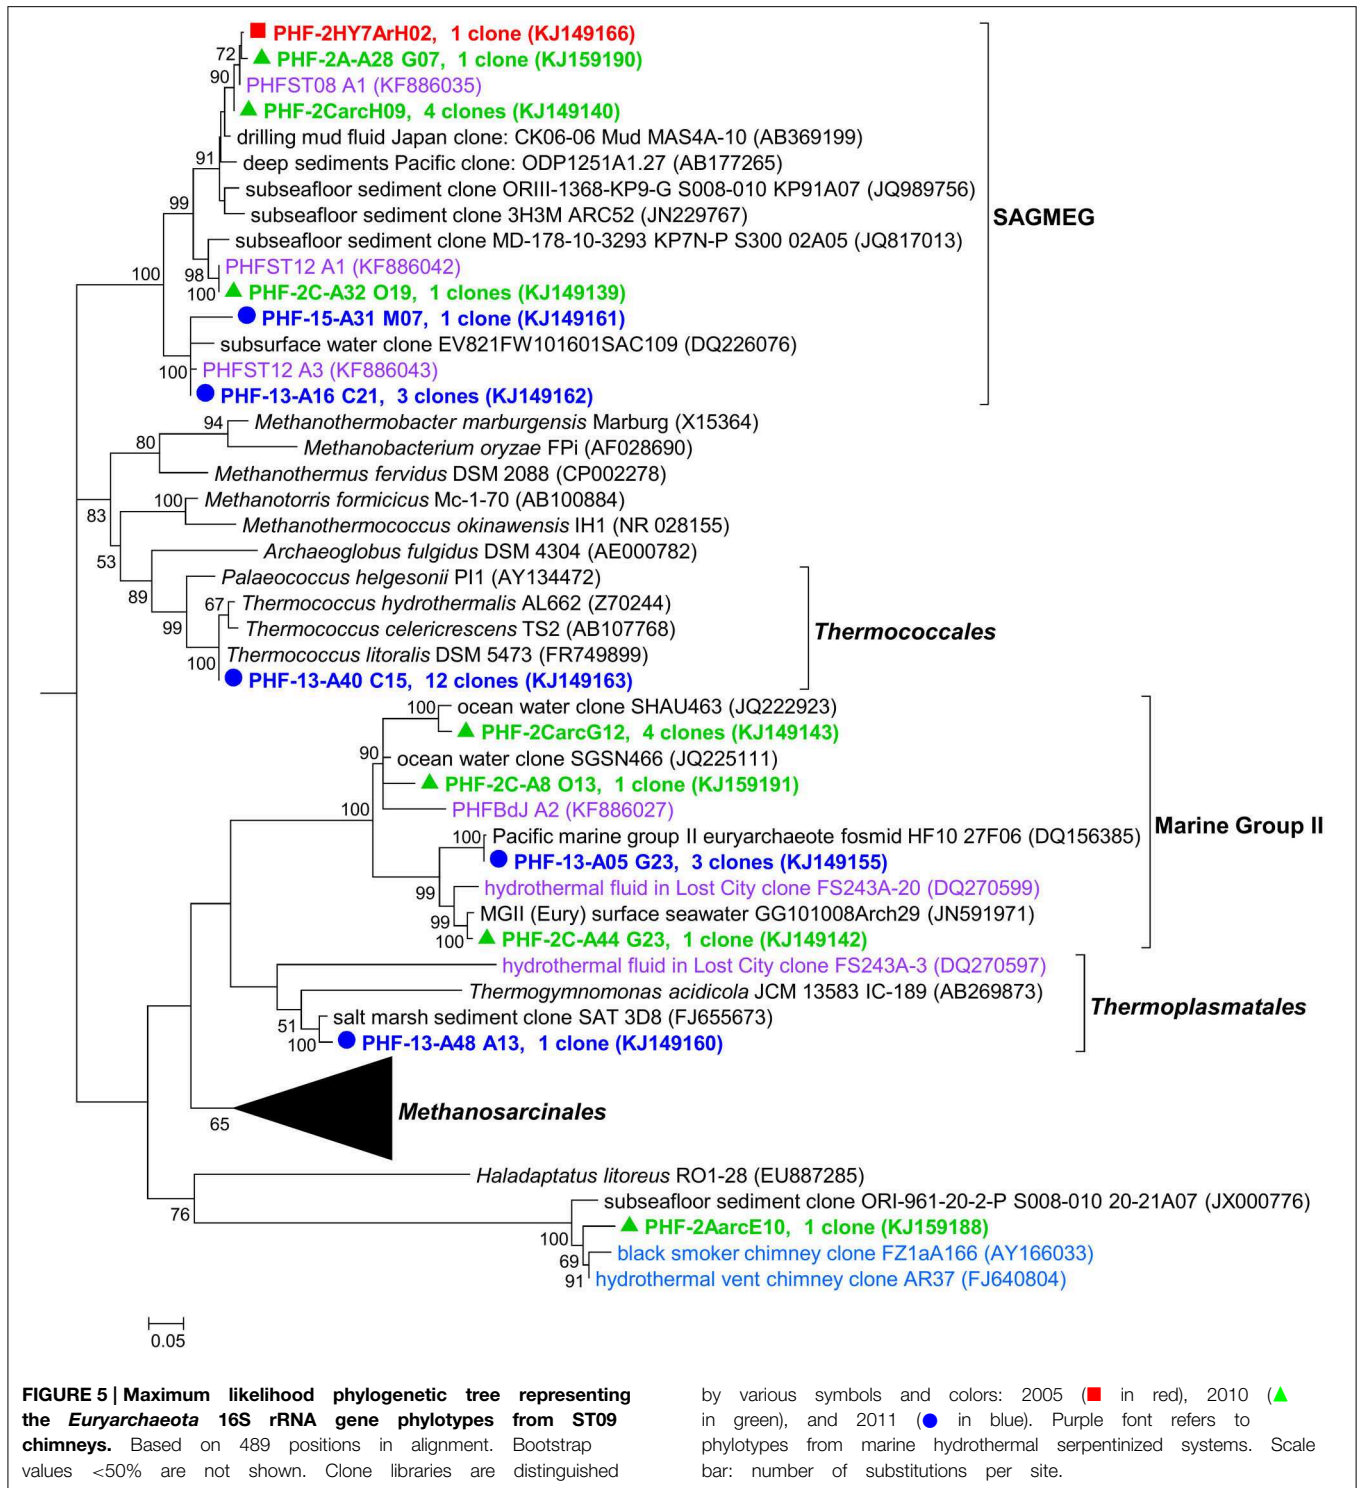 PHF-2HY7ArH02, 1 clone (KJ149166)
72
PHF-2A-A28 G07, 1 clone (KJ159190)
90
PHFST08 A1 (KF886035)
PHF-2CarcH09, 4 clones (KJ149140)
drilling mud fluid Japan clone: CK06-06 Mud MAS4A-10 (AB369199)
91
deep sediments Pacific clone: ODP1251A1.27 (AB177265)
subseafloor sediment clone ORIII-1368-KP9-G S008-010 KP91A07 (JQ989756)
99
subseafloor sediment clone 3H3M ARC52 (JN229767)
SAGMEG
subseafloor sediment clone MD-178-10-3293 KP7N-P S300 02A05 (JQ817013)
100
98
PHFST12 A1 (KF886042)
100
PHF-2C-A32 O19, 1 clones (KJ149139)
PHF-15-A31 M07, 1 clone (KJ149161)
subsurface water clone EV821FW101601SAC109 (DQ226076)
100
PHFST12 A3 (KF886043)
PHF-13-A16 C21, 3 clones (KJ149162)
94
Methanothermobacter marburgensis Marburg (X15364)
80
Methanobacterium oryzae FPi (AF028690)
Methanothermus fervidus DSM 2088 (CP002278)
83
100
Methanotorris formicicus Mc-1-70 (AB100884)
Methanothermococcus okinawensis IH1 (NR 028155)
53
Archaeoglobus fulgidus DSM 4304 (AE000782)
89
Palaeococcus helgesonii PI1 (AY134472)
67
Thermococcus hydrothermalis AL662 (Z70244)
99
Thermococcus celericrescens TS2 (AB107768)
Thermococcales
100
Thermococcus litoralis DSM 5473 (FR749899)
PHF-13-A40 C15, 12 clones (KJ149163)
100
ocean water clone SHAU463 (JQ222923)
PHF-2CarcG12, 4 clones (KJ149143)
90
ocean water clone SGSN466 (JQ225111)
PHF-2C-A8 O13, 1 clone (KJ159191)
100
PHFBdJ A2 (KF886027)
Marine Group II
100
Pacific marine group II euryarchaeote fosmid HF10 27F06 (DQ156385)
PHF-13-A05 G23, 3 clones (KJ149155)
99
hydrothermal fluid in Lost City clone FS243A-20 (DQ270599)
99
MGII (Eury) surface seawater GG101008Arch29 (JN591971)
100
PHF-2C-A44 G23, 1 clone (KJ149142)
hydrothermal fluid in Lost City clone FS243A-3 (DQ270597)
Thermogymnomonas acidicola JCM 13583 IC-189 (AB269873)
Thermoplasmatales
51
salt marsh sediment clone SAT 3D8 (FJ655673)
100
PHF-13-A48 A13, 1 clone (KJ149160)
65
Methanosarcinales
Haladaptatus litoreus RO1-28 (EU887285)
76
subseafloor sediment clone ORI-961-20-2-P S008-010 20-21A07 (JX000776)
100
PHF-2AarcE10, 1 clone (KJ159188)
69
black smoker chimney clone FZ1aA166 (AY166033)
91
hydrothermal vent chimney clone AR37 (FJ640804)
0.05
FIGURE 5 | Maximum likelihood phylogenetic tree representing
the Euryarchaeota 16S rRNA gene phylotypes from ST09
chimneys. Based on 489 positions in alignment. Bootstrap
values <50% are not shown. Clone libraries are distinguished
by various symbols and colors: 2005 (■ in red), 2010 (▲
in green), and 2011 (● in blue). Purple font refers to
phylotypes from marine hydrothermal serpentinized systems. Scale
bar: number of substitutions per site.